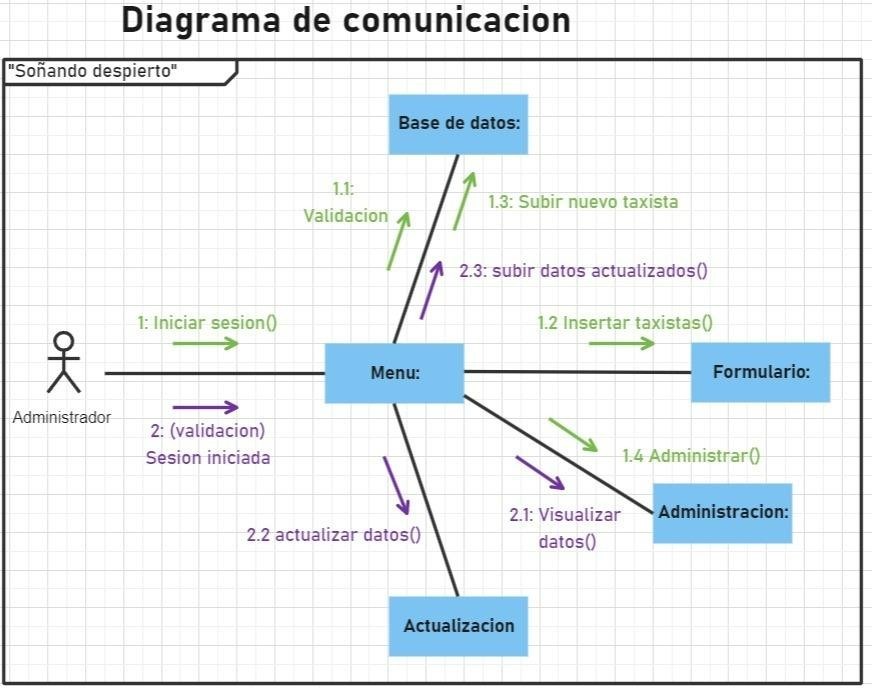 Diagrama de comunicacion
"Soñando despierto"
Base de datos:
1.1:
Validacion
1.3: Subir nuevo taxista
2.3: subir datos actualizados()
1: Iniciar sesion()
1.2 Insertar taxistas()
Menu:
Formulario:
Administrador
2: (validacion)
Sesion iniciada
1.4 Administrar()
2.1: Visualizar
datos()
Administracion:
2.2 actualizar datos()
Actualizacion